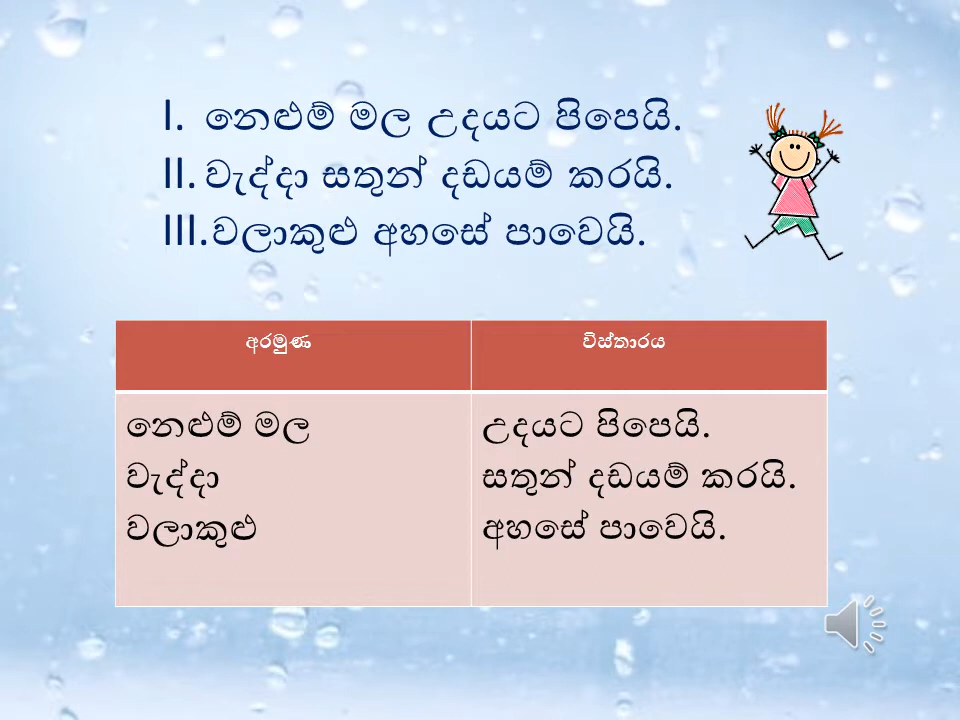 I. නෙළුම් මල උදයට පිපෙයි.
II. වැද්දා සතුන් දඩයම් කරයි.
III.වලාකුළු අහසේ පාවෙයි.
අරමුණ විස්තාරය
නෙළුම් මල උදයට පිපෙයි.
වැද්දා සතුන් දඩයම් කරයි.
වලාකුළු අහසේ පාවෙයි.